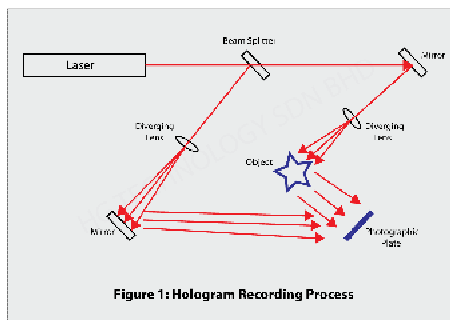 Beam Splitter
Mirror
Laser
Diverging
Lens
Diverging
Lens
Object
Mirror
Photographic
Plate
Figure 1: Hologram Recording Process